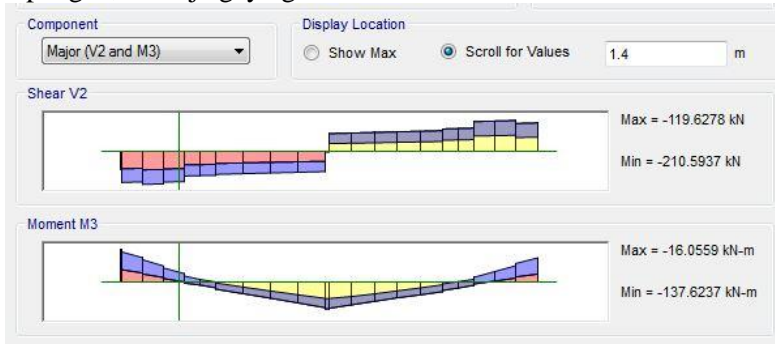 Component
Display Location
Major (V2 and M3)
Show Max
Scroll for Values
1.4
m
Shear V2
Max = -119.6278 kN
Min = -210.5937 kN
Moment M3
Max = -16.0559 kN-m
Min = -137.6237 kN-m